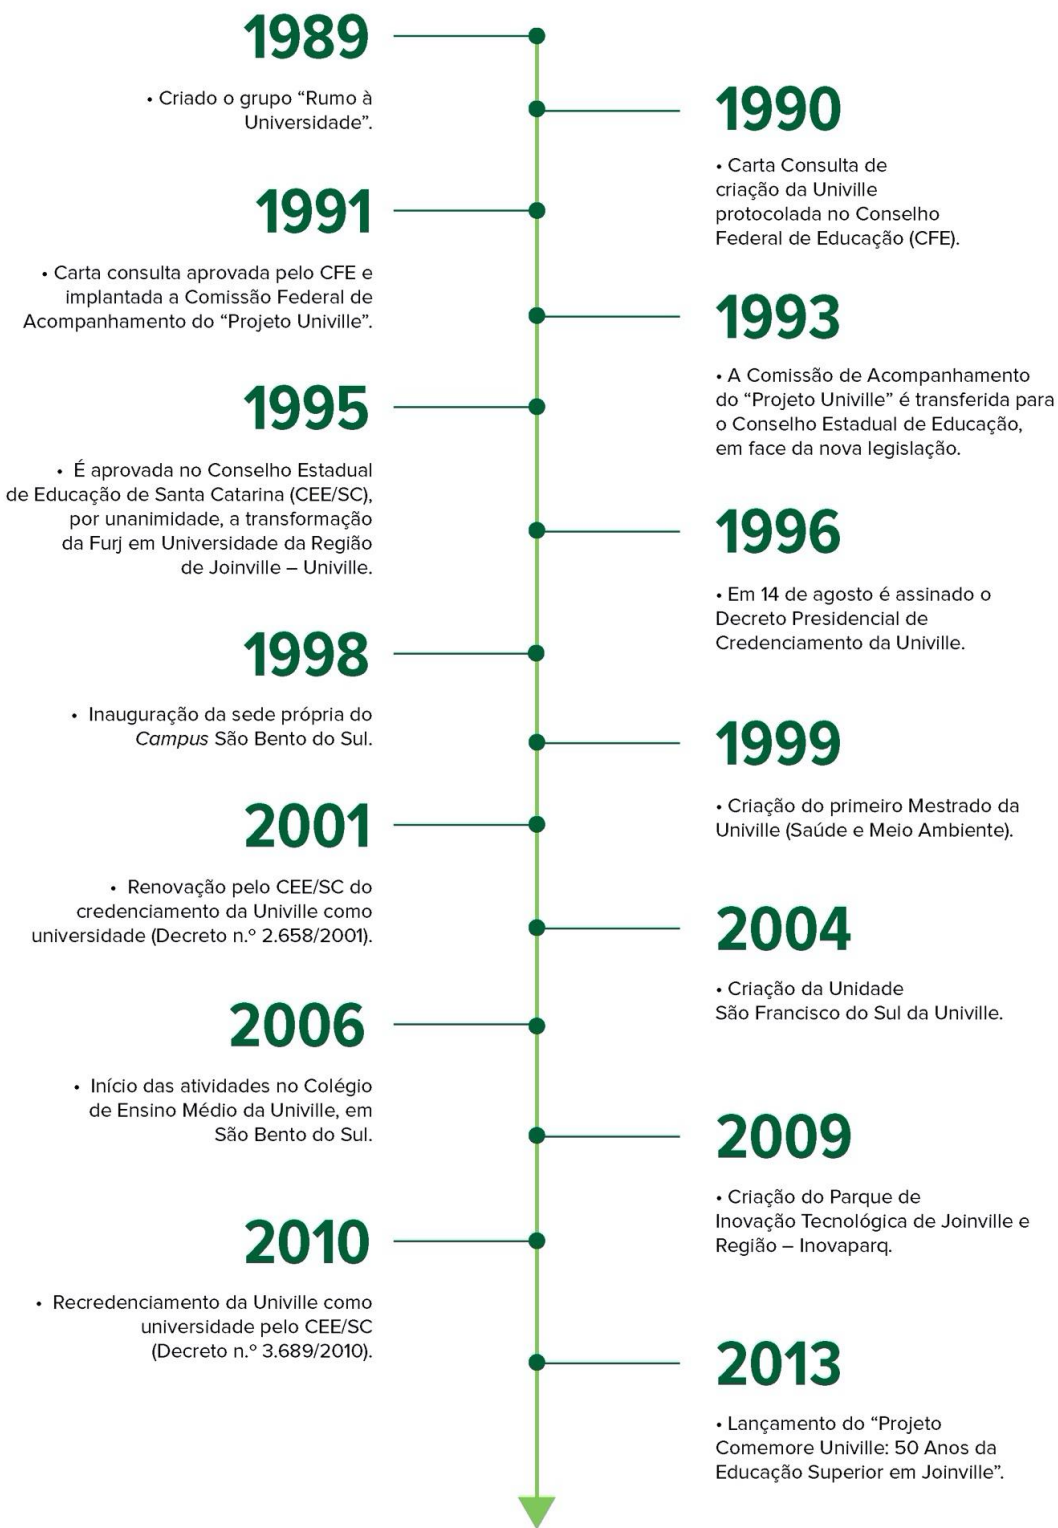 1989
• Criado o grupo “Rumo à
Universidade”.
1990
• Carta Consulta de
criação da Univille
protocolada no Conselho
Federal de Educação (CFE).
1991
• Carta consulta aprovada pelo CFE e
implantada a Comissão Federal de
Acompanhamento do “Projeto Univille”.
1993
• A Comissão de Acompanhamento
do “Projeto Univille” é transferida para
o Conselho Estadual de Educação,
em face da nova legislação.
1995
• É aprovada no Conselho Estadual
de Educação de Santa Catarina (CEE/SC),
por unanimidade, a transformação
da Furj em Universidade da Região
de Joinville – Univille.
1996
• Em 14 de agosto é assinado o
Decreto Presidencial de
Credenciamento da Univille.
1998
• Inauguração da sede própria do
Campus São Bento do Sul.
1999
• Criação do primeiro Mestrado da
Univille (Saúde e Meio Ambiente).
2001
• Renovação pelo CEE/SC do
credenciamento da Univille como
universidade (Decreto n.º 2.658/2001).
2004
• Criação da Unidade
São Francisco do Sul da Univille.
2006
• Início das atividades no Colégio
de Ensino Médio da Univille, em
São Bento do Sul.
2009
• Criação do Parque de
Inovação Tecnológica de Joinville e
Região – Inovaparq.
2010
• Recredenciamento da Univille como
universidade pelo CEE/SC
(Decreto n.º 3.689/2010).
2013
• Lançamento do “Projeto
Comemore Univille: 50 Anos da
Educação Superior em Joinville”.